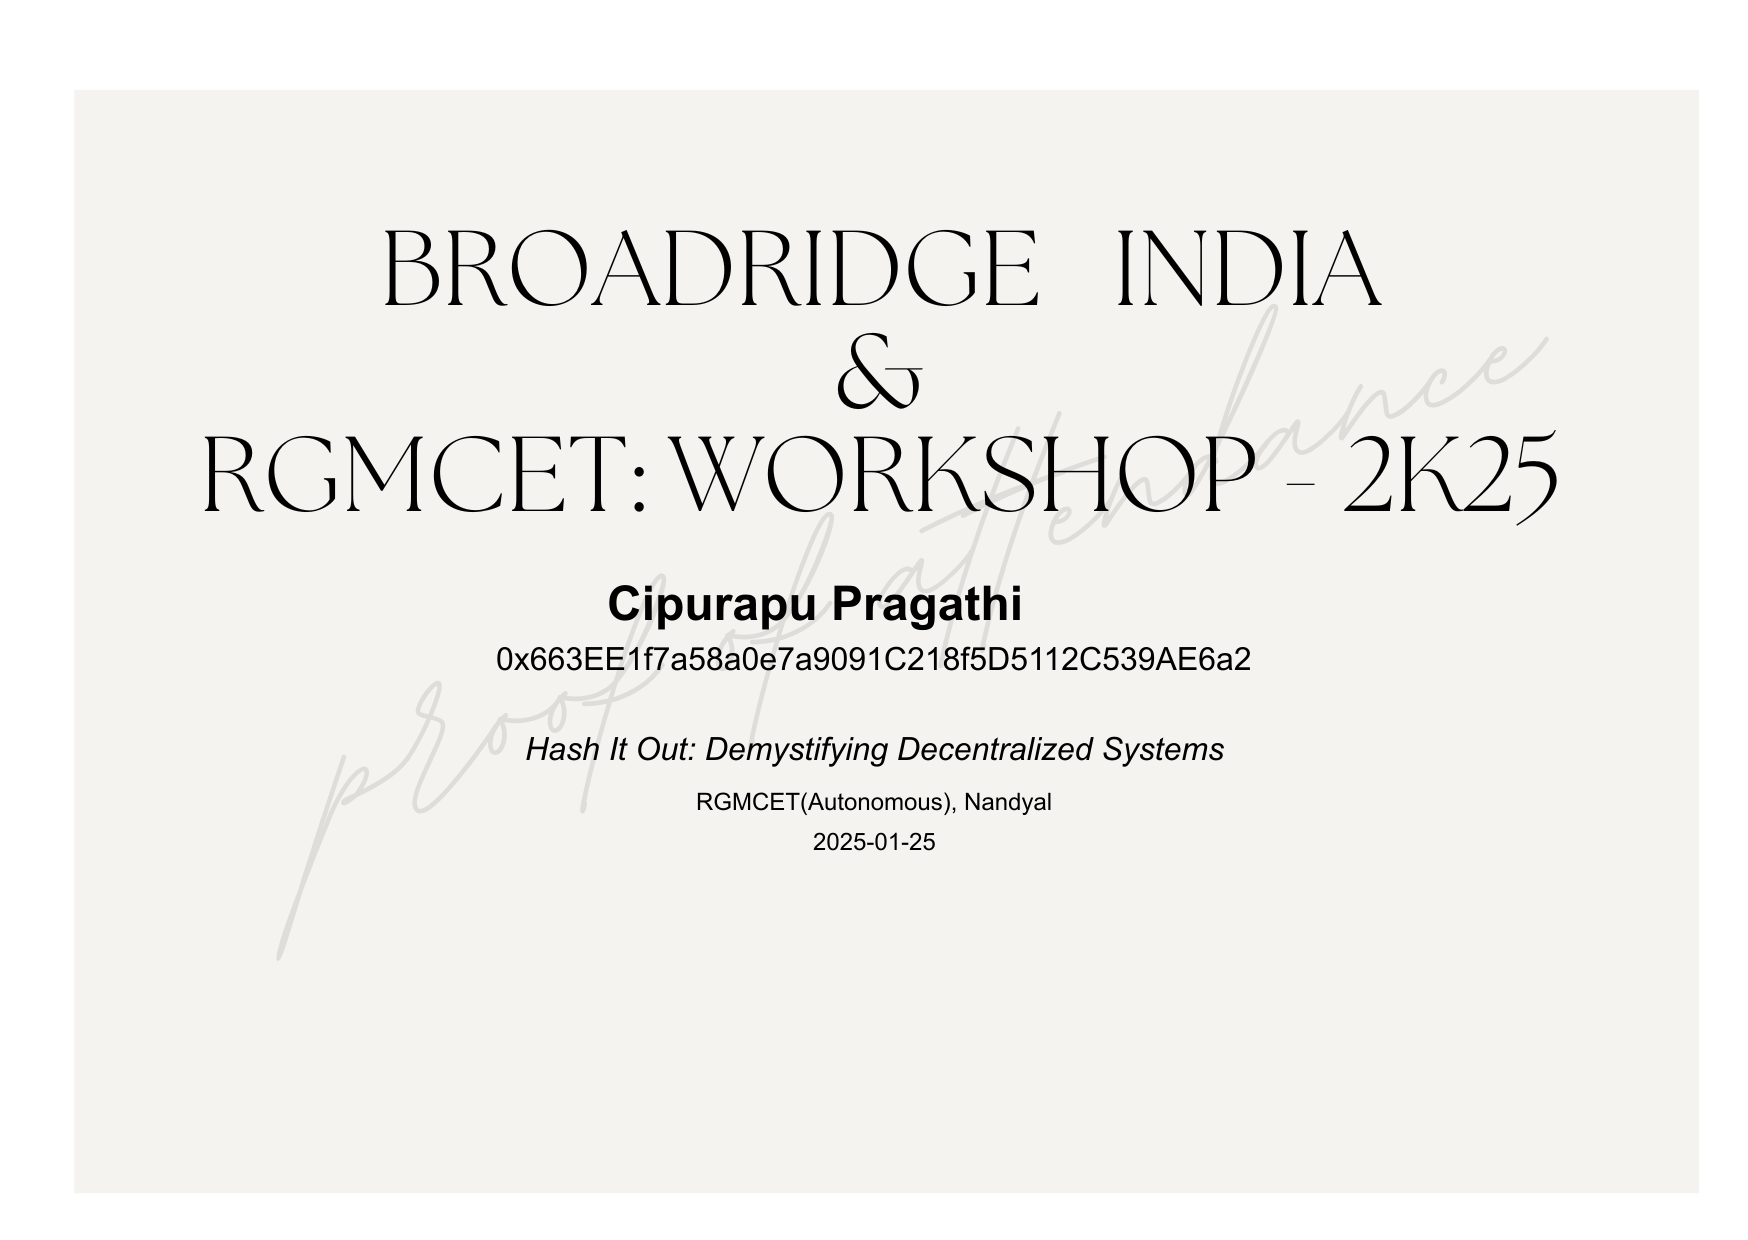 BROADRIDGE INDIA
&
RGMCET: WORKSHOP - 2K25
proof of attendance
Cipurapu Pragathi
0x663EE1f7a58a0e7a9091C218f5D5112C539AE6a2
Hash It Out: Demystifying Decentralized Systems
RGMCET(Autonomous), Nandyal
2025-01-25